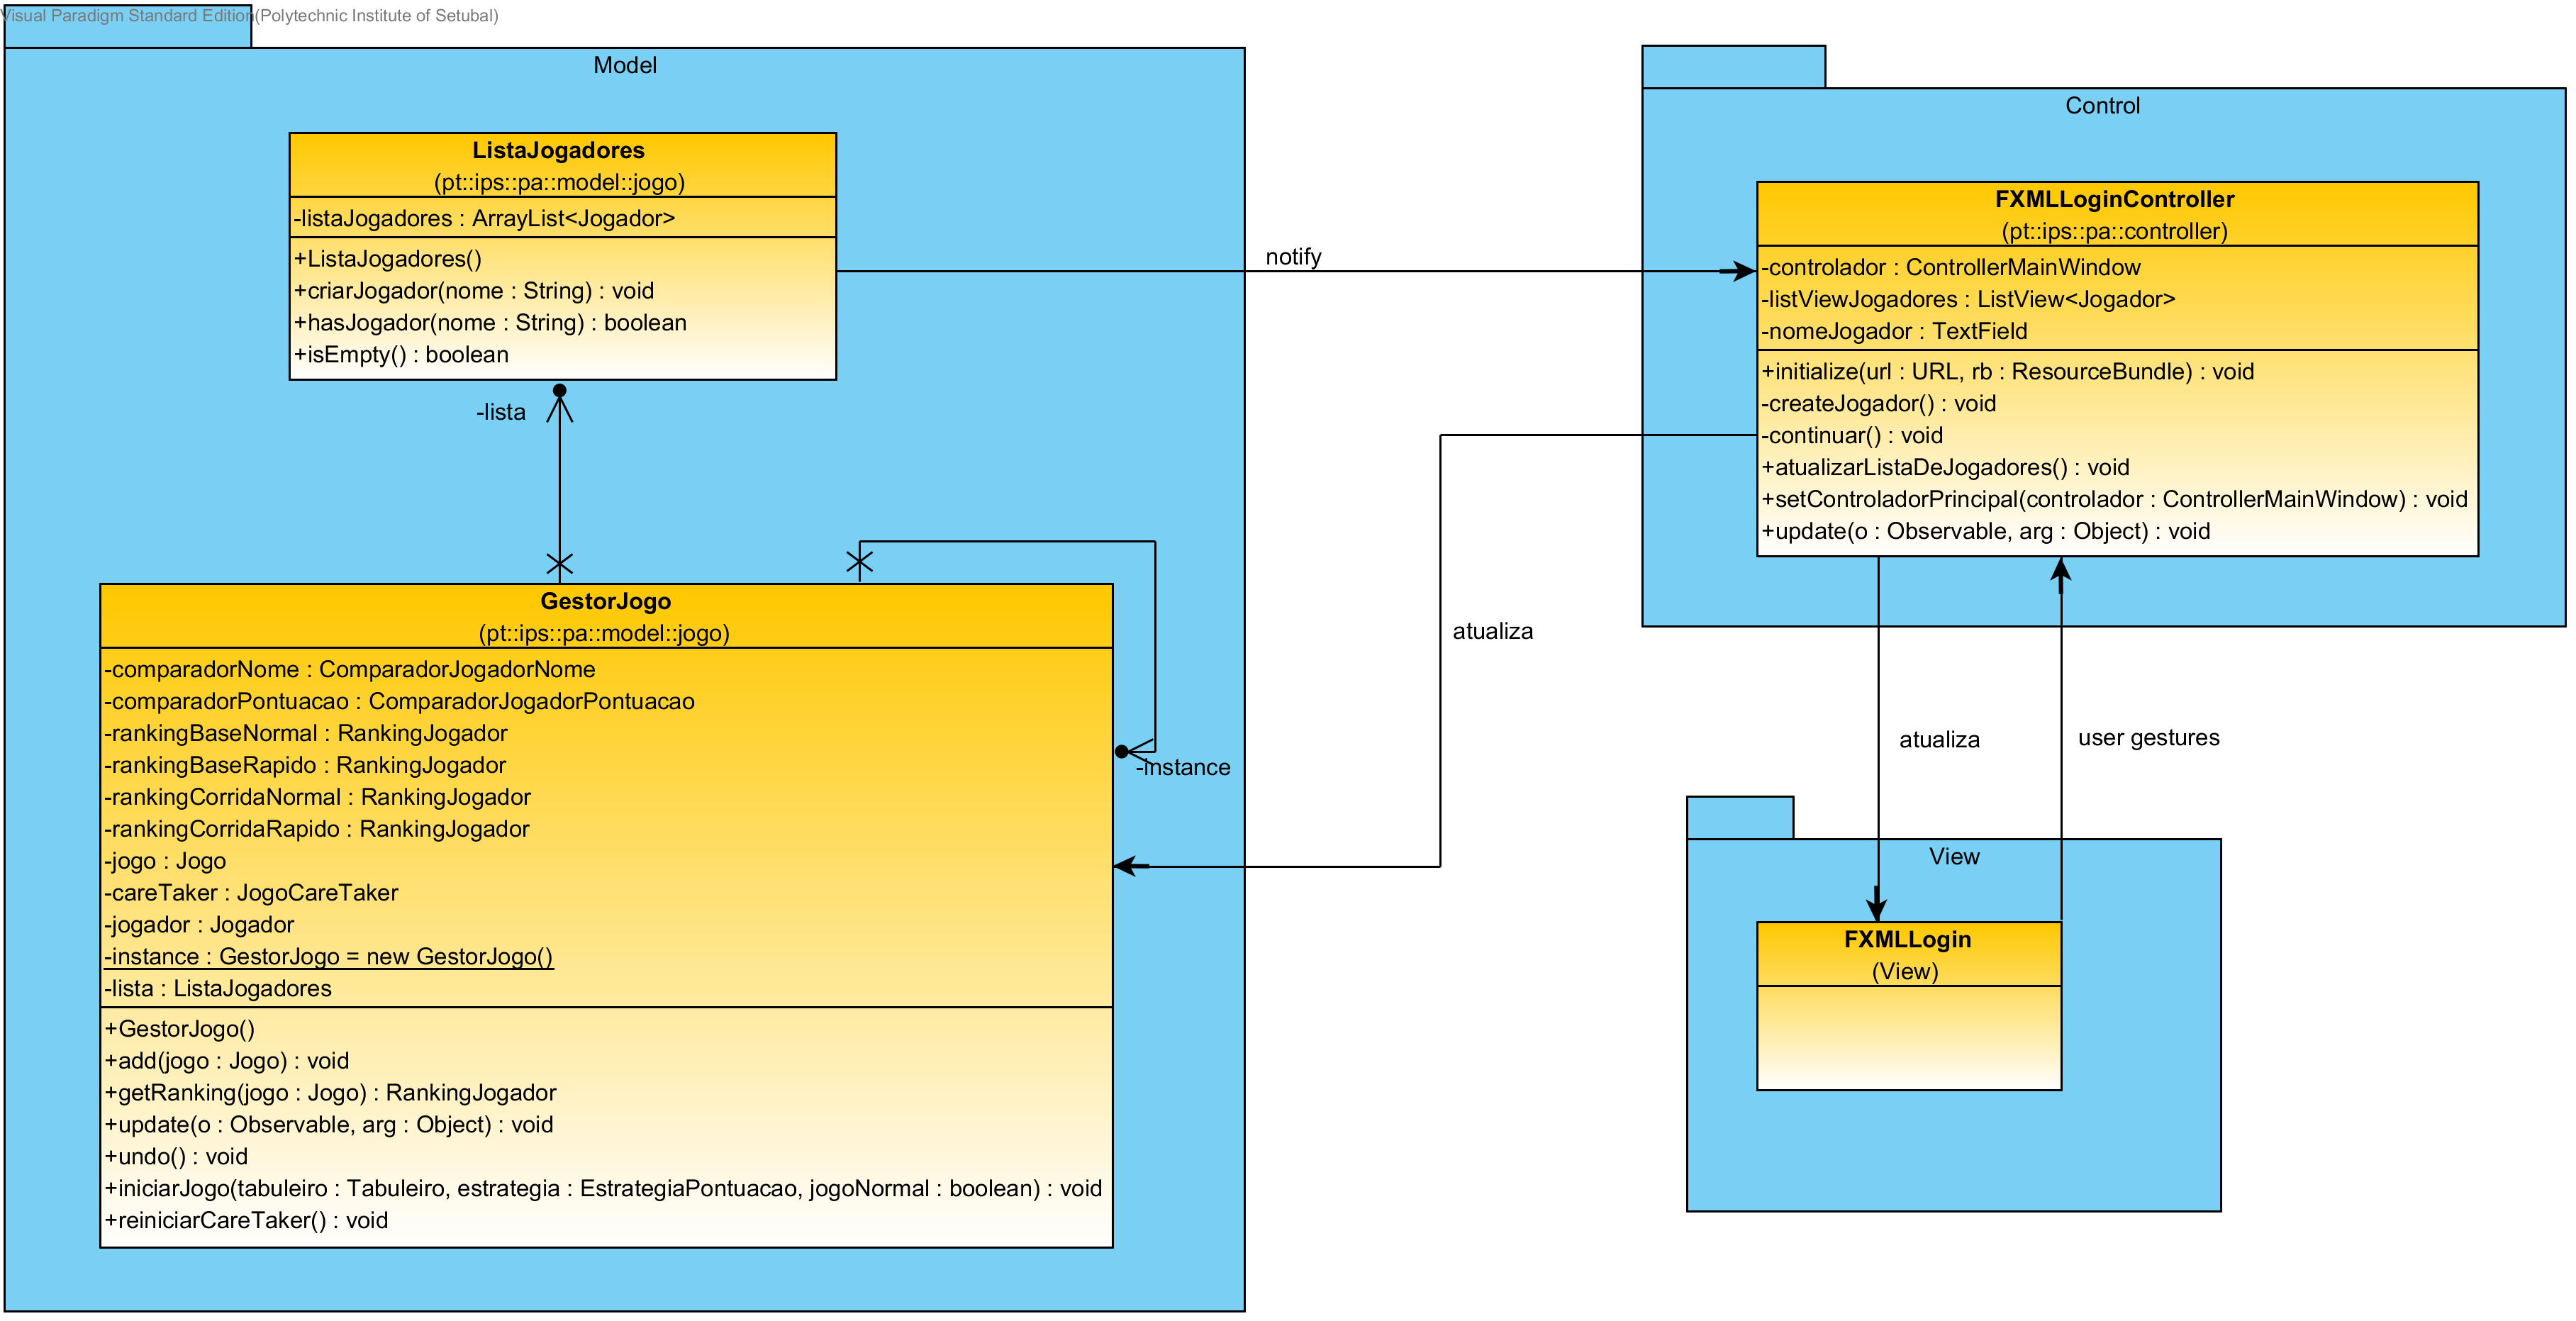 Visual Paradigm Standard Edition(Polytechnic Institute of Setubal)
Model
ListaJogadores
(pt::ips::pa::model::jogo)
-listaJogadores : ArrayList<Jogador>
+ListaJogadores()
+criarJogador(nome : String) : void
+hasJogador(nome : String) : boolean
+isEmpty() : boolean
-lista
GestorJogo
(pt::ips::pa::model::jogo)
-comparadorNome : ComparadorJogadorNome
-comparadorPontuacao : ComparadorJogadorPontuacao
-rankingBaseNormal : RankingJogador
-rankingBaseRapido : RankingJogador
-rankingCorridaNormal : RankingJogador
-rankingCorridaRapido : RankingJogador
-jogo : Jogo
-careTaker : JogoCareTaker
-jogador : Jogador
-instance : GestorJogo = new GestorJogo()
-lista : ListaJogadores
+GestorJogo()
+add(jogo : Jogo) : void
+getRanking(jogo : Jogo) : RankingJogador
+update(o : Observable, arg : Object) : void
+undo() : void
+iniciarJogo(tabuleiro : Tabuleiro, estrategia : EstrategiaPontuacao, jogoNormal : boolean) : void
+reiniciarCareTaker() : void
-instance
notify
atualiza
Control
FXMLLoginController
(pt::ips::pa::controller)
-controlador : ControllerMainWindow
-listViewJogadores : ListView<Jogador>
-nomeJogador : TextField
+initialize(url : URL, rb : ResourceBundle) : void
-createJogador() : void
-continuar() : void
+atualizarListaDeJogadores() : void
+setControladorPrincipal(controlador : ControllerMainWindow) : void
+update(o : Observable, arg : Object) : void
atualiza
user gestures
View
FXMLLogin
(View)